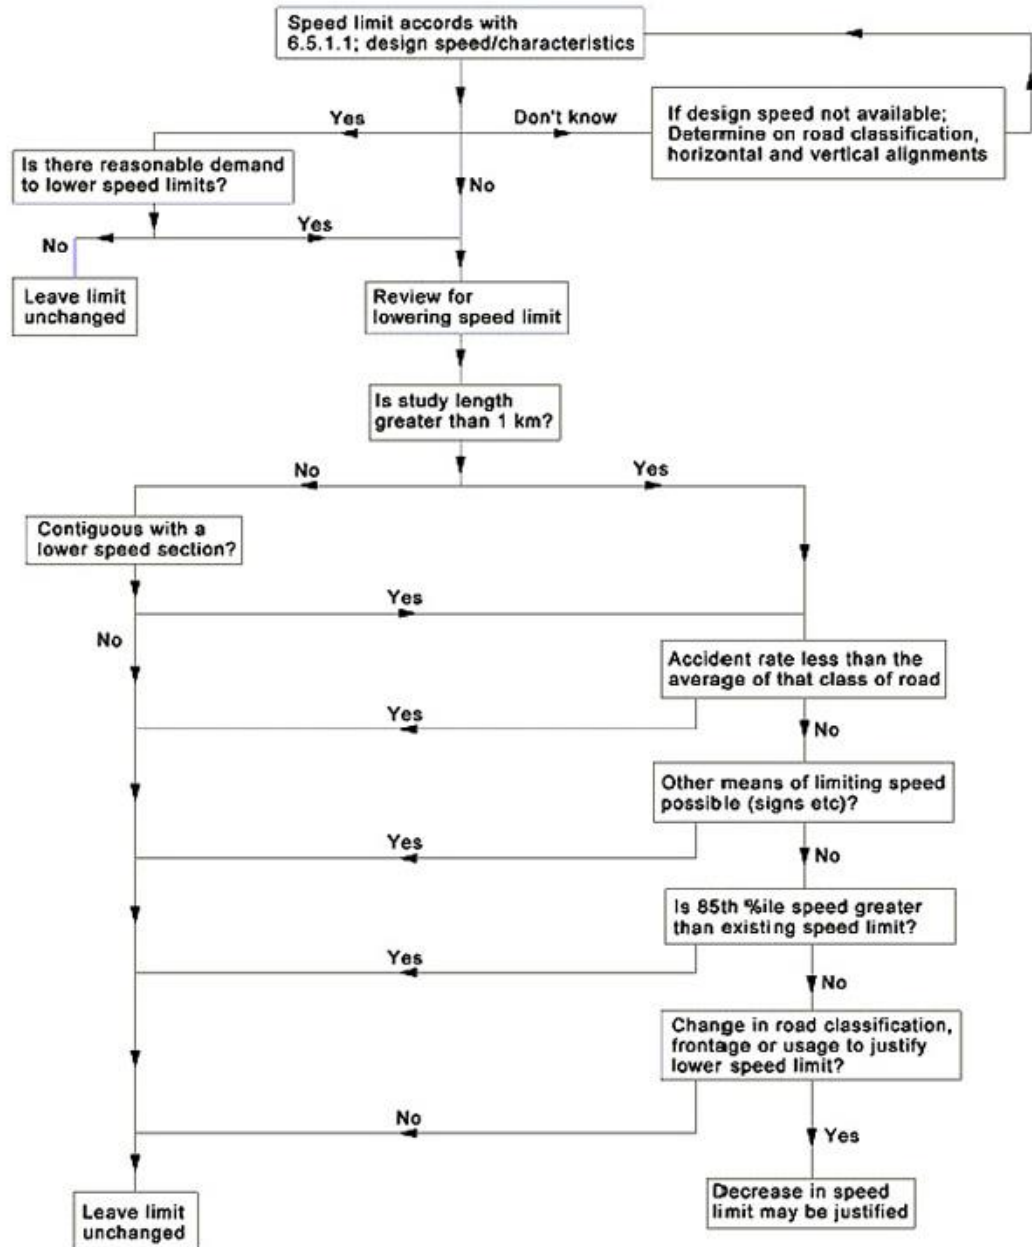 Speed limit accords with
6.5.1.1; design speed/characteristics
Yes
Don't know
If design speed not available;
Determine on road classification,
horizontal and vertical alignments
Is there reasonable demand
to lower speed limits?
No
Yes
No
Leave limit
unchanged
Review for
lowering speed limit
Is study length
greater than 1 km?
No
Yes
Contiguous with a
lower speed section?
Yes
No
Accident rate less than the
average of that class of road
Yes
No
Other means of limiting speed
possible (signs etc)?
Yes
No
Is 85th %ile speed greater
than existing speed limit?
Yes
No
Change in road classification,
frontage or usage to justify
lower speed limit?
No
Yes
Leave limit
unchanged
Decrease in speed
limit may be justified